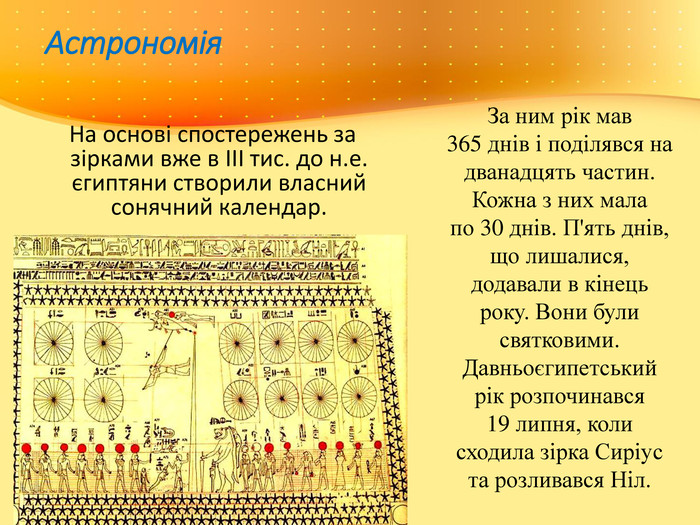 Астрономія
На основі спостережень за
зірками вже в III тис. до н.е.
єгиптяни створили власний
сонячний календар.
За ним рік мав
365 днів і поділявся на
дванадцять частин.
Кожна з них мала
по 30 днів. П'ять днів,
що лишалися,
додавали в кінець
року. Вони були
святковими.
Давньоєгипетський
рік розпочинався
19 липня, коли
сходила зірка Сиріус
та розливався Ніл.